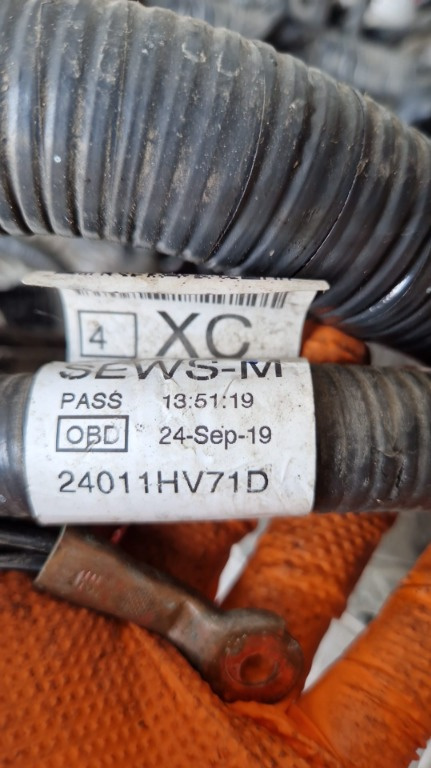 4 XC
SEWS-M
PASS 13:51:19
OBD 24-Sep-19
24011HV71D